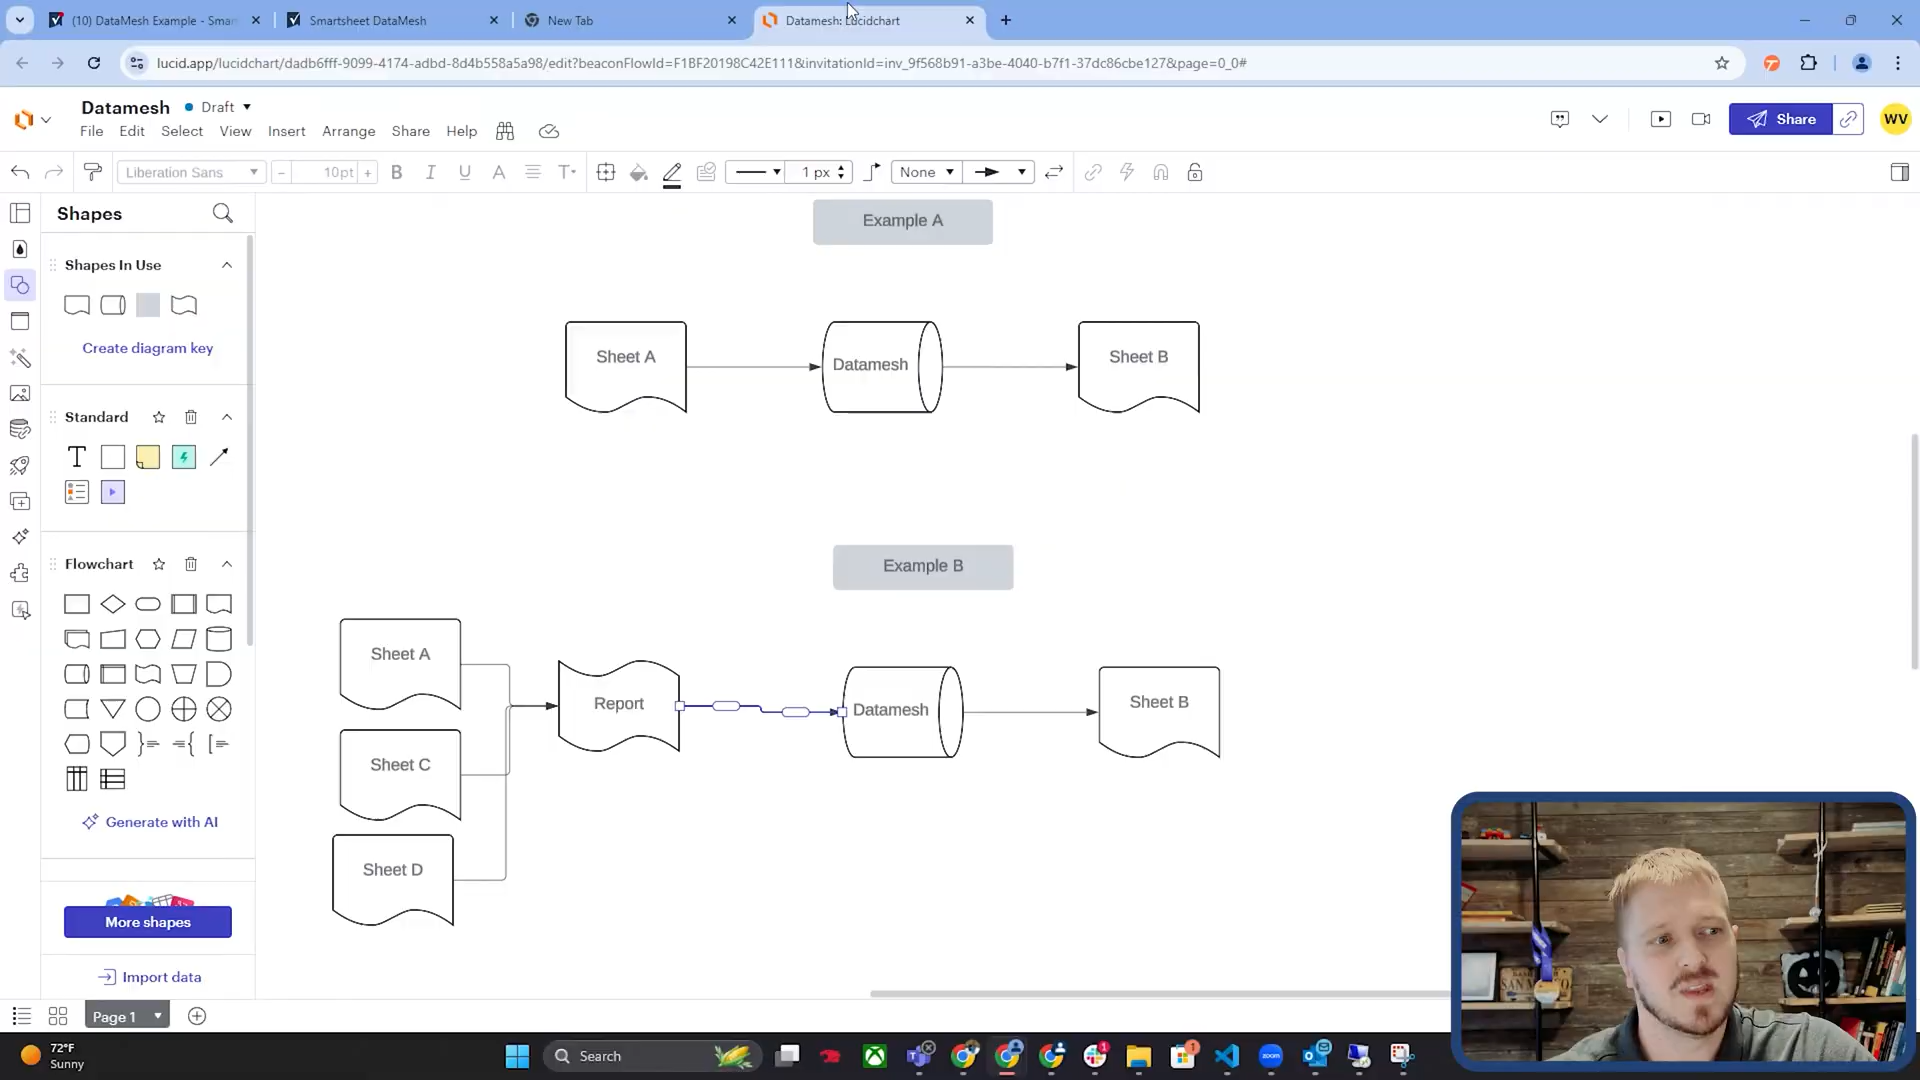 (10) DataMesh Example - Smar
Smartsheet DataMesh
New Tab
Datamesh: Lucidchart
lucid.app/lucidchart/dadb6fff-9099-4174-adbd-8d4b558a5a98/edit?beaconFlowId=F1BF20198C42E111&invitationId=inv_9f568b91-a3be-4040-b7f1-37dc86cbe127&page=0_0#
Datamesh
Draft
File Edit Select View Insert Arrange Share Help
Share
WV
Liberation Sans
10pt
B I U A T
1 px
None
Shapes
Shapes In Use
Create diagram key
Standard
T
Flowchart
Generate with AI
More shapes
Import data
Example A
Sheet A
Datamesh
Sheet B
Example B
Sheet A
Report
Datamesh
Sheet B
Sheet C
Sheet D
Page 1
72°F
Sunny
Search
zoom
1
1